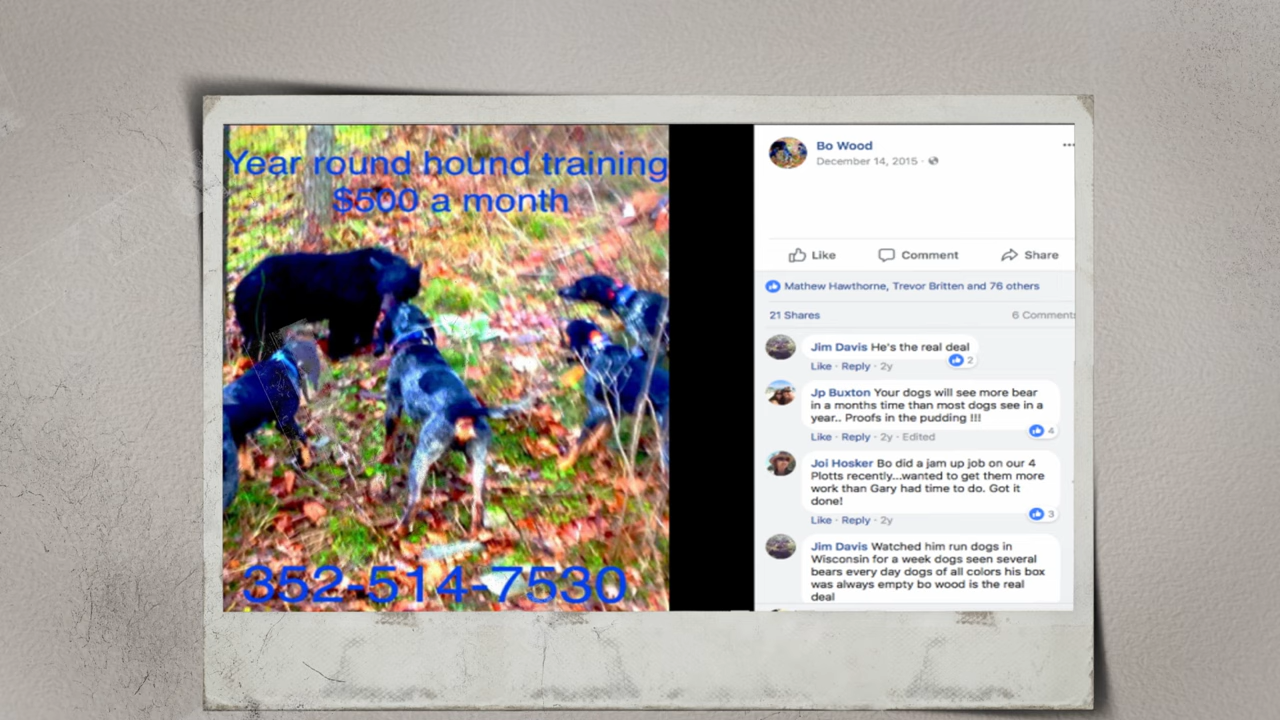 Year round hound training
$500 a month
352-514-7530
Bo Wood
December 14, 2015 ·
Like Comment Share
Mathew Hawthorne, Trevor Britten and 76 others
21 Shares 6 Comments
Jim Davis He's the real deal
2
Like · Reply · 2y
Jp Buxton Your dogs will see more bear
in a months time than most dogs see in a
year.. Proofs in the pudding !!!
4
Like · Reply · 2y · Edited
Joi Hosker Bo did a jam up job on our 4
Plotts recently...wanted to get them more
work than Gary had time to do. Got it
done!
3
Like · Reply · 2y
Jim Davis Watched him run dogs in
Wisconsin for a week dogs seen several
bears every day dogs of all colors his box
was always empty bo wood is the real
deal